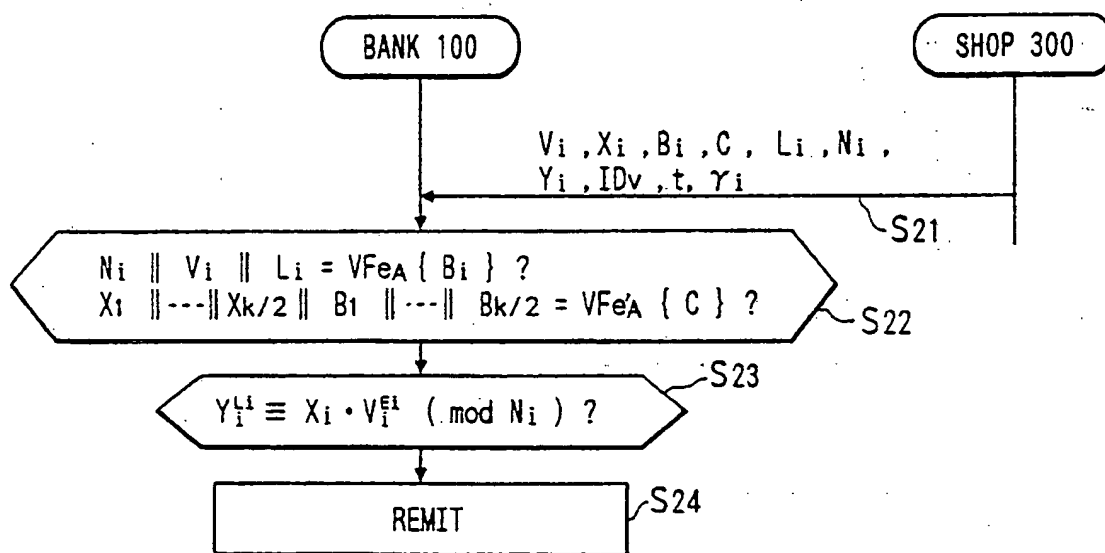 BANK 100
SHOP 300
Vi , Xi , Bi , C , Li , Ni ,
Yi , IDv , t , γi
S21
Ni ‖ Vi ‖ Li = VFeA { Bi } ?
X1 ‖---‖ Xk/2 ‖ B1 ‖---‖ Bk/2 = VFe'A { C } ?
S22
S23
Yi^Li ≡ Xi · Vi^Ei ( mod Ni ) ?
S24
REMIT